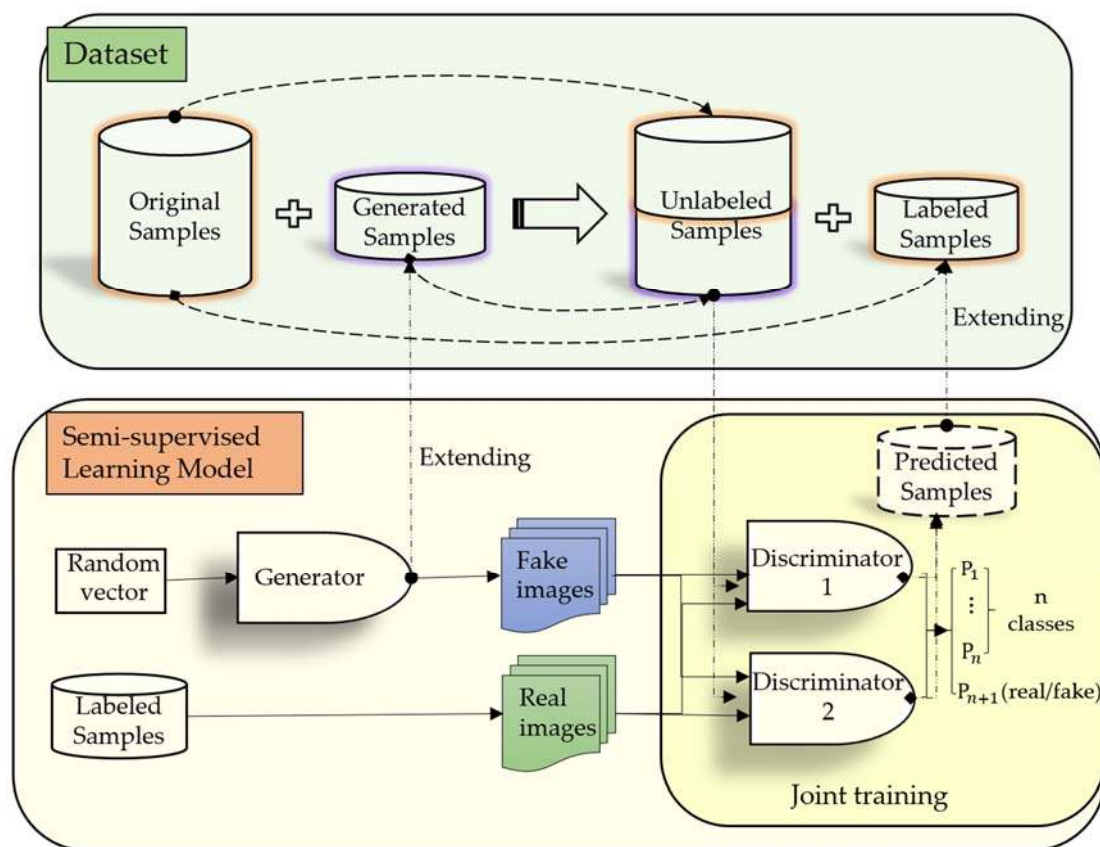 Dataset
Original
Samples
Generated
Samples
Unlabeled
Samples
Labeled
Samples
Extending
Semi-supervised
Learning Model
Extending
Predicted
Samples
Random
vector
Generator
Fake
images
Discriminator
1
P₁
⋮
Pₙ
n
classes
Pₙ₊₁(real/fake)
Labeled
Samples
Real
images
Discriminator
2
Joint training